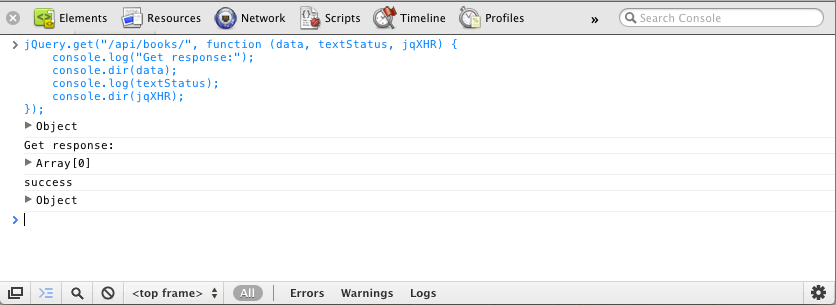 Elements Resources Network Scripts Timeline Profiles » Search Console
> jQuery.get("/api/books/", function (data, textStatus, jqXHR) {
    console.log("Get response:");
    console.dir(data);
    console.log(textStatus);
    console.dir(jqXHR);
});
▶ Object
Get response:
▶ Array[0]
success
▶ Object
>
<top frame> All Errors Warnings Logs